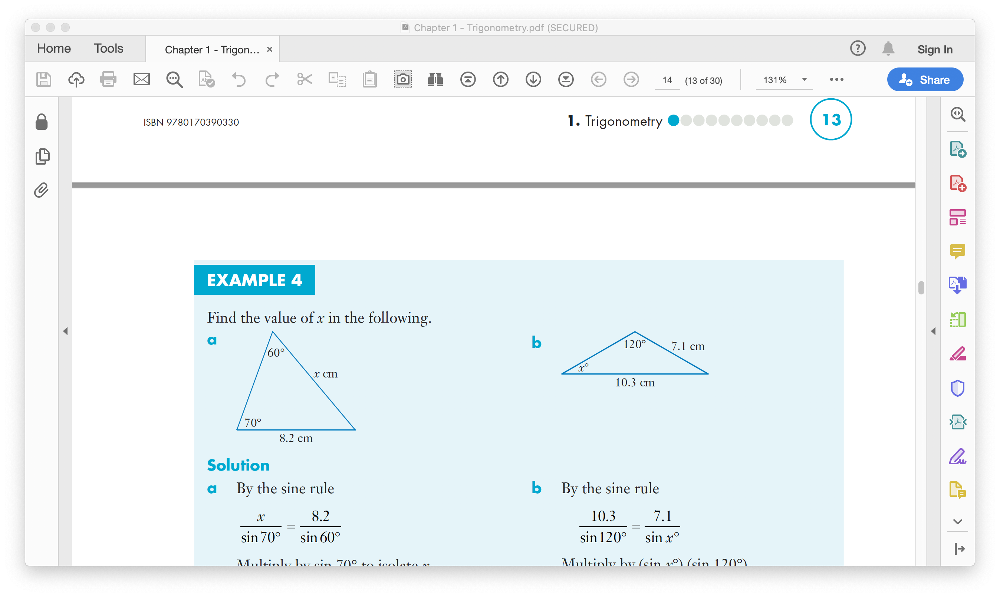 Chapter 1 - Trigonometry.pdf (SECURED)
Home Tools Chapter 1 - Trigon... × ? Sign In
14 (13 of 30) 131% Share
ISBN 9780170390330 1. Trigonometry 13
EXAMPLE 4
Find the value of x in the following.
a b
60° 120° 7.1 cm
x cm x°
10.3 cm
70°
8.2 cm
Solution
a By the sine rule b By the sine rule
x/sin 70° = 8.2/sin 60° 10.3/sin 120° = 7.1/sin x°
Multiply by sin 70° to isolate x Multiply by (sin x°) (sin 120°)